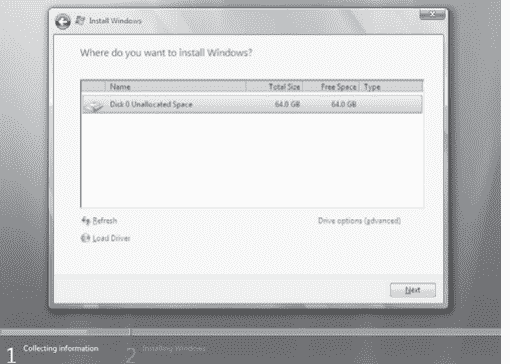 Install Windows
Where do you want to install Windows?
Name Total Size Free Space Type
Disk 0 Unallocated Space 64.0 GB 64.0 GB
Refresh Drive options (advanced)
Load Driver
Next
1 Collecting information 2 Installing Windows